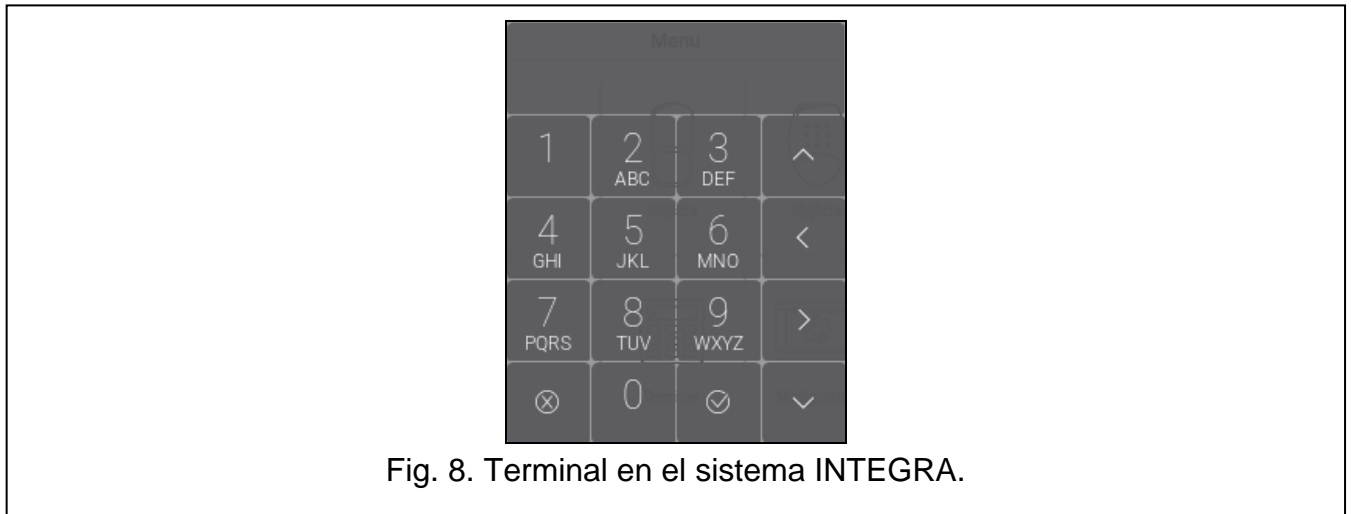 Menu
1 2 3
ABC DEF
4 5 6
GHI JKL MNO
7 8 9
PQRS TUV WXYZ
0
Fig. 8. Terminal en el sistema INTEGRA.